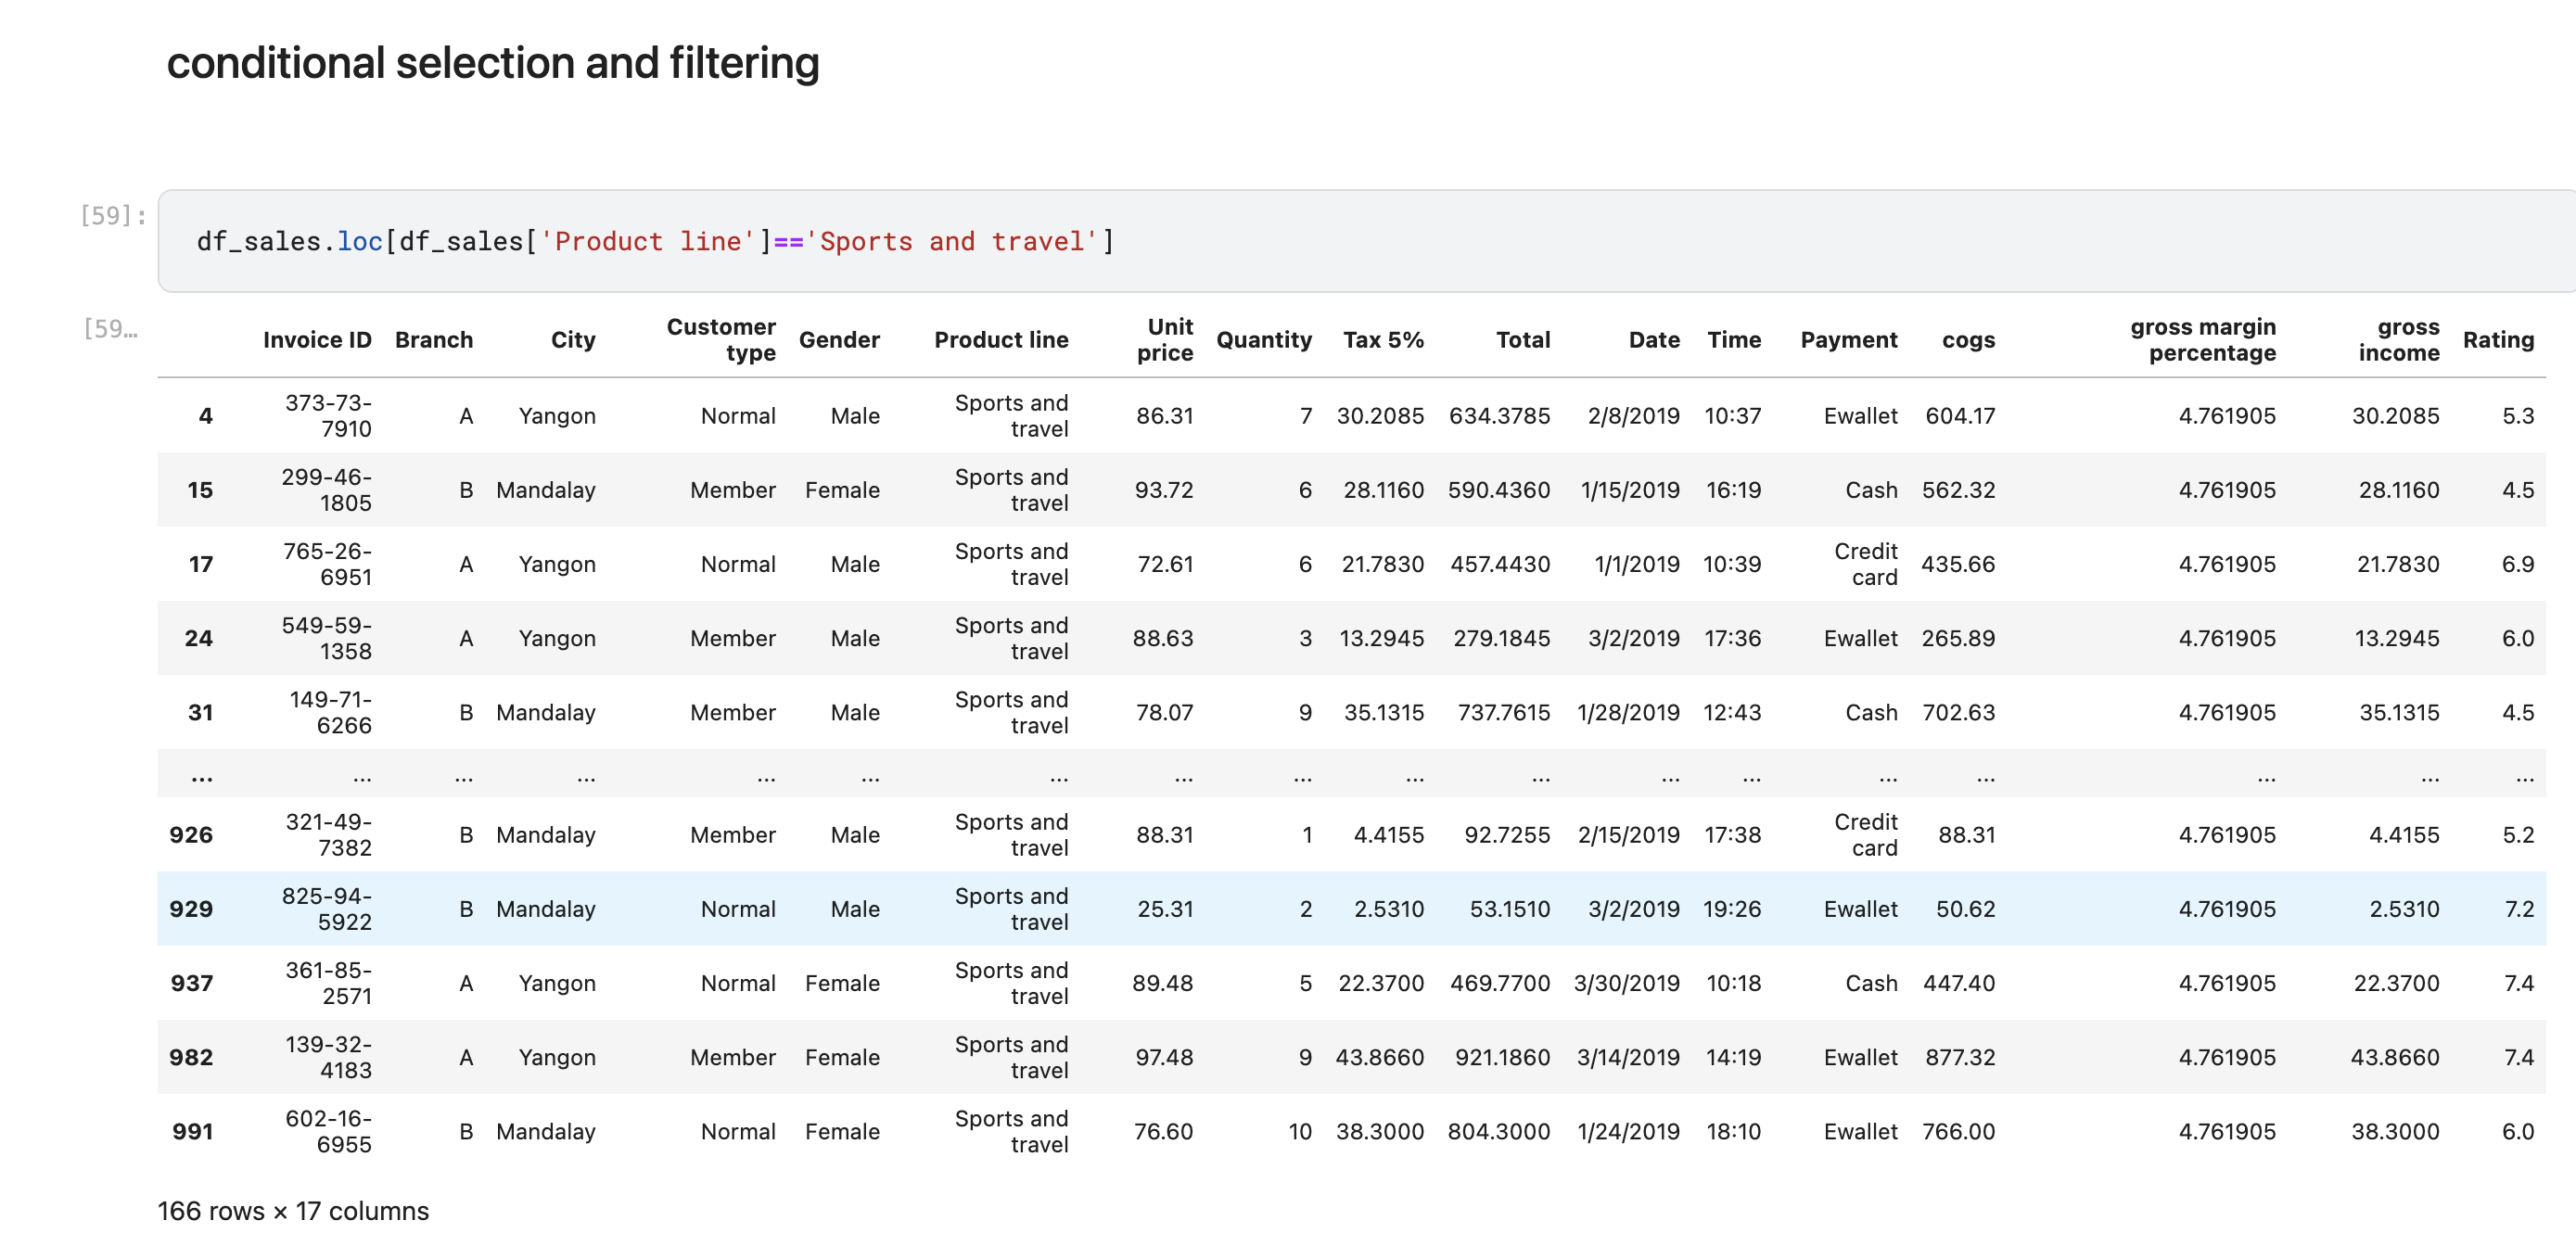 conditional selection and filtering
[59]:
df_sales.loc[df_sales['Product line']=='Sports and travel']
[59…
Invoice ID Branch City Customer type Gender Product line Unit price Quantity Tax 5% Total Date Time Payment cogs gross margin percentage gross income Rating
4 373-73-7910 A Yangon Normal Male Sports and travel 86.31 7 30.2085 634.3785 2/8/2019 10:37 Ewallet 604.17 4.761905 30.2085 5.3
15 299-46-1805 B Mandalay Member Female Sports and travel 93.72 6 28.1160 590.4360 1/15/2019 16:19 Cash 562.32 4.761905 28.1160 4.5
17 765-26-6951 A Yangon Normal Male Sports and travel 72.61 6 21.7830 457.4430 1/1/2019 10:39 Credit card 435.66 4.761905 21.7830 6.9
24 549-59-1358 A Yangon Member Male Sports and travel 88.63 3 13.2945 279.1845 3/2/2019 17:36 Ewallet 265.89 4.761905 13.2945 6.0
31 149-71-6266 B Mandalay Member Male Sports and travel 78.07 9 35.1315 737.7615 1/28/2019 12:43 Cash 702.63 4.761905 35.1315 4.5
... ... ... ... ... ... ... ... ... ... ... ... ... ... ... ... ... ...
926 321-49-7382 B Mandalay Member Male Sports and travel 88.31 1 4.4155 92.7255 2/15/2019 17:38 Credit card 88.31 4.761905 4.4155 5.2
929 825-94-5922 B Mandalay Normal Male Sports and travel 25.31 2 2.5310 53.1510 3/2/2019 19:26 Ewallet 50.62 4.761905 2.5310 7.2
937 361-85-2571 A Yangon Normal Female Sports and travel 89.48 5 22.3700 469.7700 3/30/2019 10:18 Cash 447.40 4.761905 22.3700 7.4
982 139-32-4183 A Yangon Member Female Sports and travel 97.48 9 43.8660 921.1860 3/14/2019 14:19 Ewallet 877.32 4.761905 43.8660 7.4
991 602-16-6955 B Mandalay Normal Female Sports and travel 76.60 10 38.3000 804.3000 1/24/2019 18:10 Ewallet 766.00 4.761905 38.3000 6.0
166 rows × 17 columns